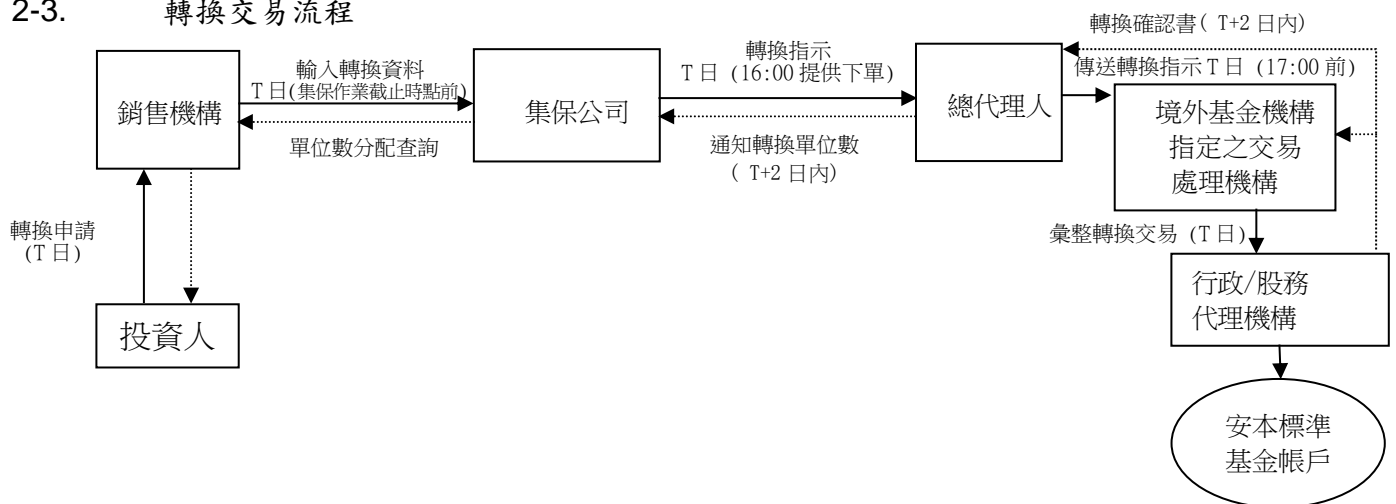 2-3. 轉換交易流程
轉換確認書( T+2 日內)
轉換指示
T 日 (16:00 提供下單)
輸入轉換資料
T 日(集保作業截止時點前)
傳送轉換指示 T 日 (17:00 前)
銷售機構
集保公司
總代理人
境外基金機構
指定之交易
處理機構
單位數分配查詢
通知轉換單位數
( T+2 日內)
轉換申請
(T 日)
彙整轉換交易 (T 日)
行政/股務
代理機構
投資人
安本標準
基金帳戶